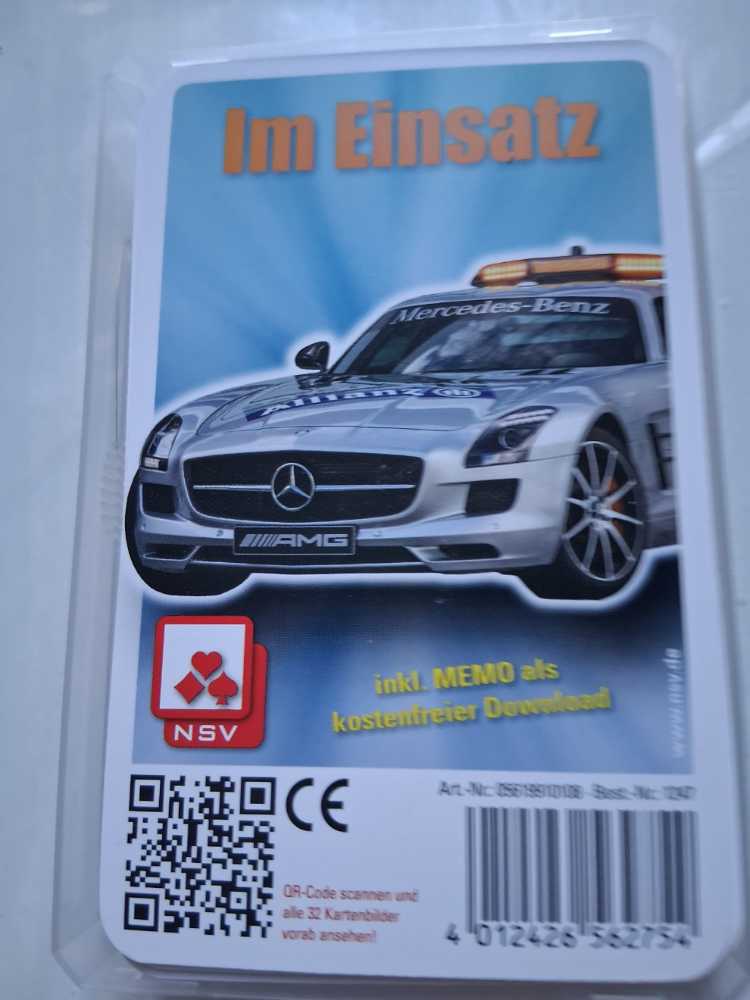 Im Einsatz
Mercedes-Benz
Allianz
AMG
inkl. MEMO als
kostenfreier Download
www.nsv.de
NSV
CE
Art.-Nr.: 05619910108 - Best.-Nr.: 1247
QR-Code scannen und
alle 32 Kartenbilder
vorab ansehen!
4 012426 562754